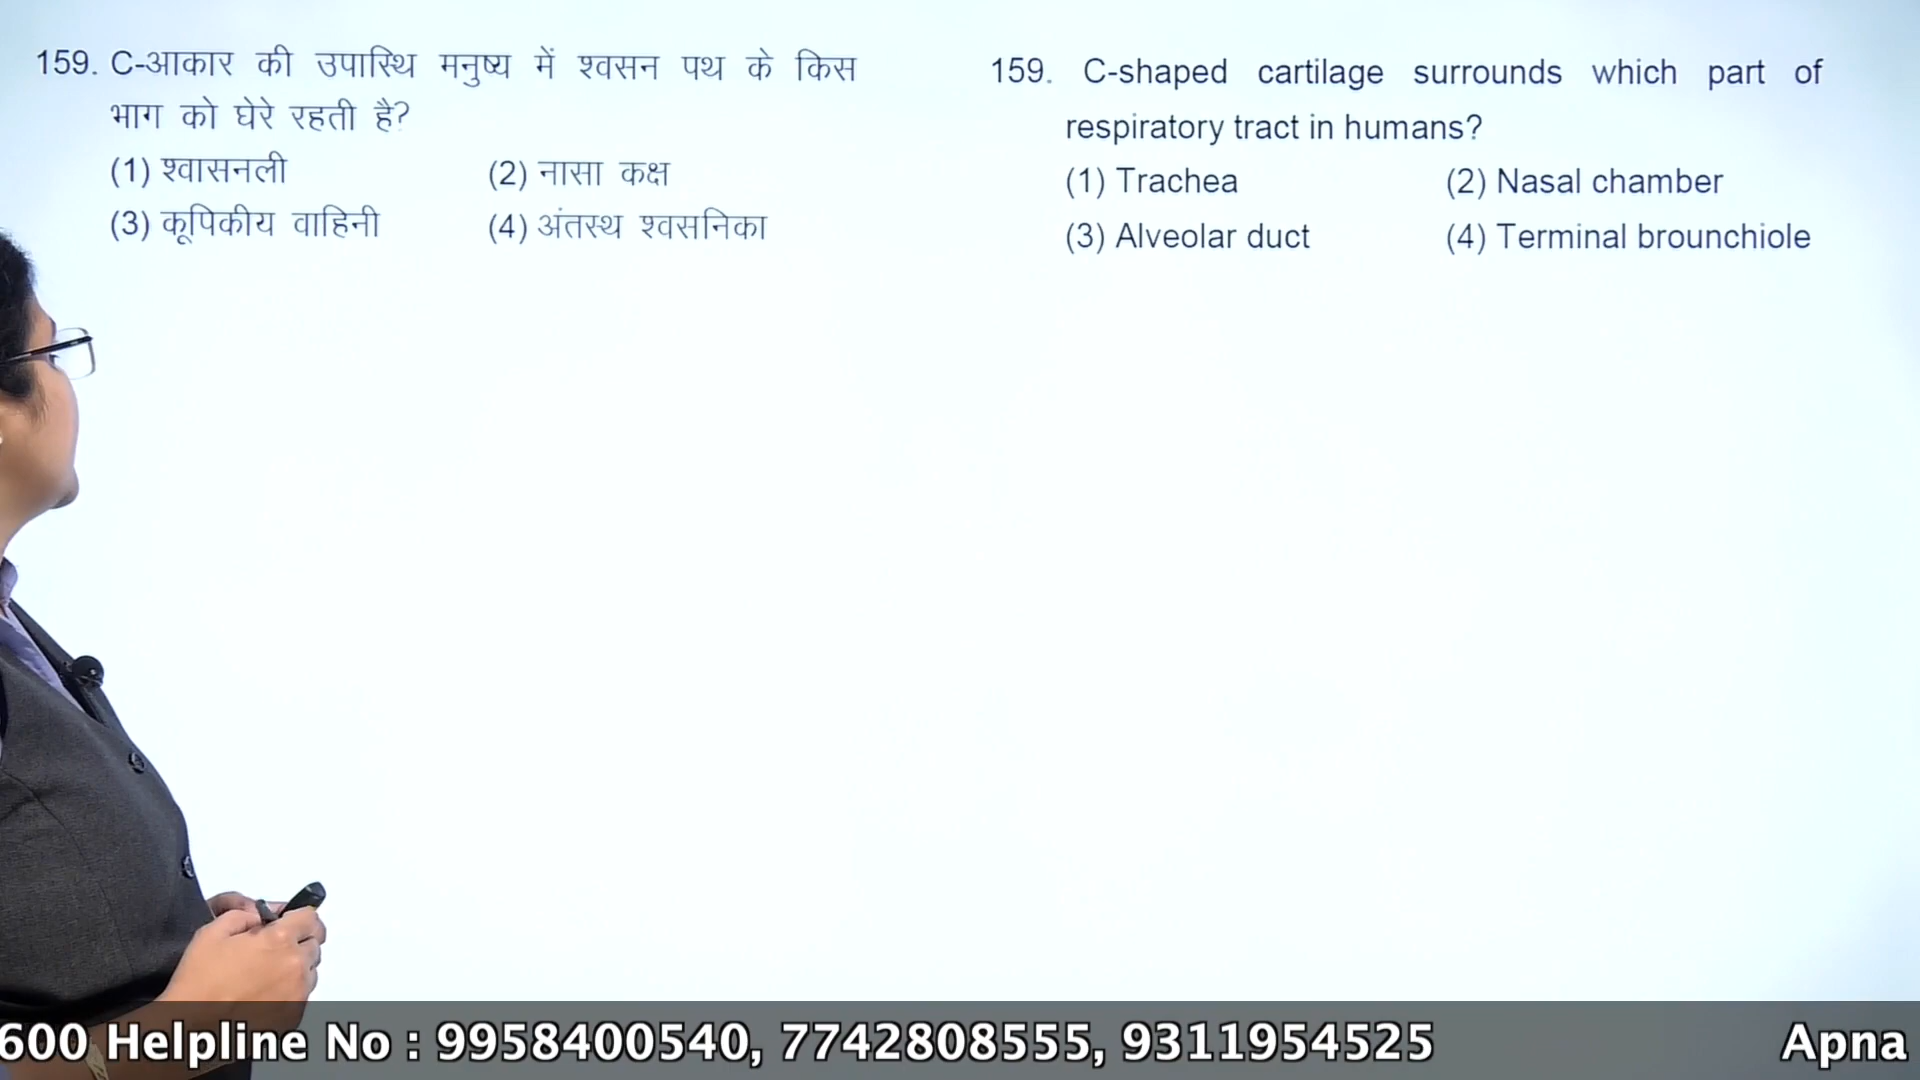 159. C-आकार की उपास्थि मनुष्य में श्वसन पथ के किस
भाग को घेरे रहती है?
(1) श्वासनली (2) नासा कक्ष
(3) कूपिकीय वाहिनी (4) अंतस्थ श्वसनिका
159. C-shaped cartilage surrounds which part of
respiratory tract in humans?
(1) Trachea (2) Nasal chamber
(3) Alveolar duct (4) Terminal brounchiole
600 Helpline No : 9958400540, 7742808555, 9311954525 Apna